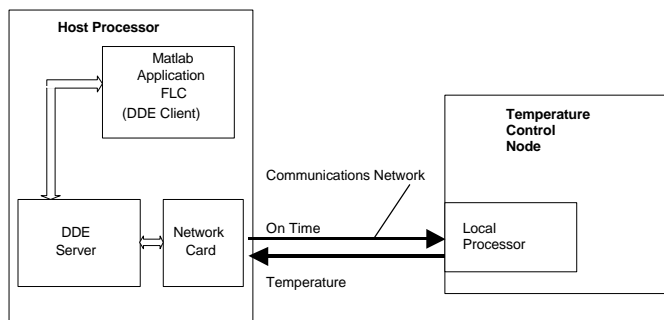 Host Processor
Matlab
Application
FLC
(DDE Client)
DDE
Server
Network
Card
Communications Network
On Time
Temperature
Temperature
Control
Node
Local
Processor